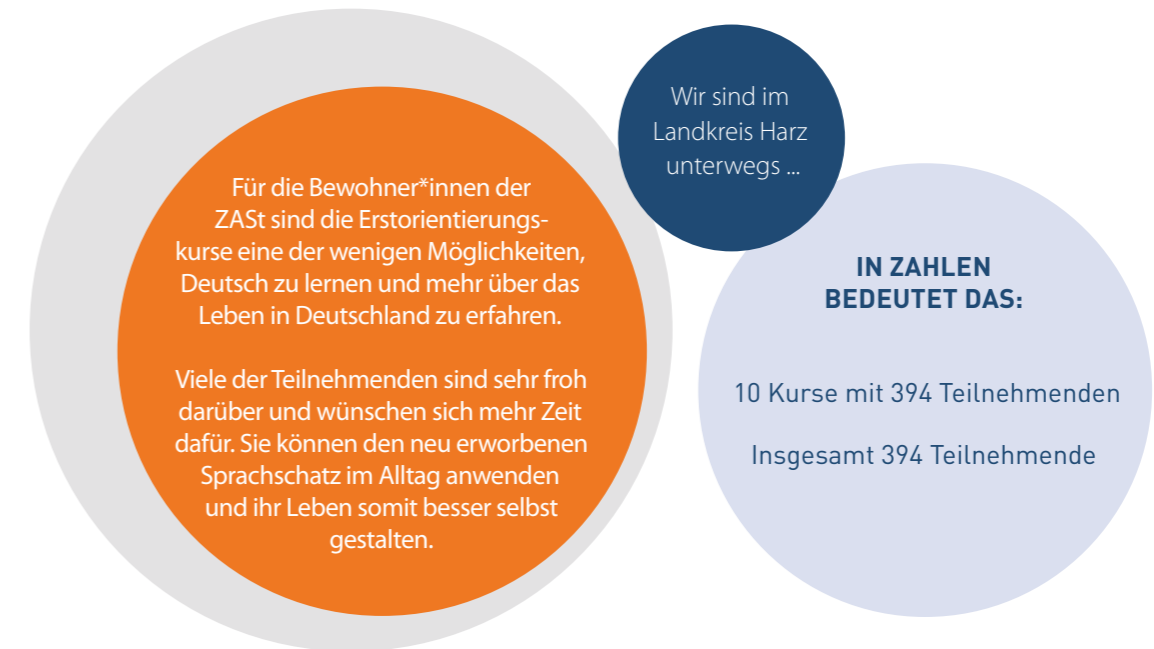 Für die Bewohner*innen der
ZASt sind die Erstorientierungs-
kurse eine der wenigen Möglichkeiten,
Deutsch zu lernen und mehr über das
Leben in Deutschland zu erfahren.
Viele der Teilnehmenden sind sehr froh
darüber und wünschen sich mehr Zeit
dafür. Sie können den neu erworbenen
Sprachschatz im Alltag anwenden
und ihr Leben somit besser selbst
gestalten.
Wir sind im
Landkreis Harz
unterwegs ...
IN ZAHLEN
BEDEUTET DAS:
10 Kurse mit 394 Teilnehmenden
Insgesamt 394 Teilnehmende